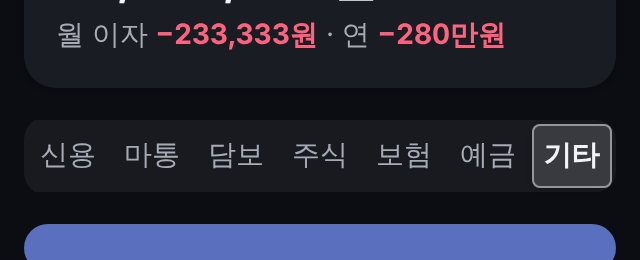 월 이자 −233,333원 · 연 −280만원
신용 마통 담보 주식 보험 예금 기타